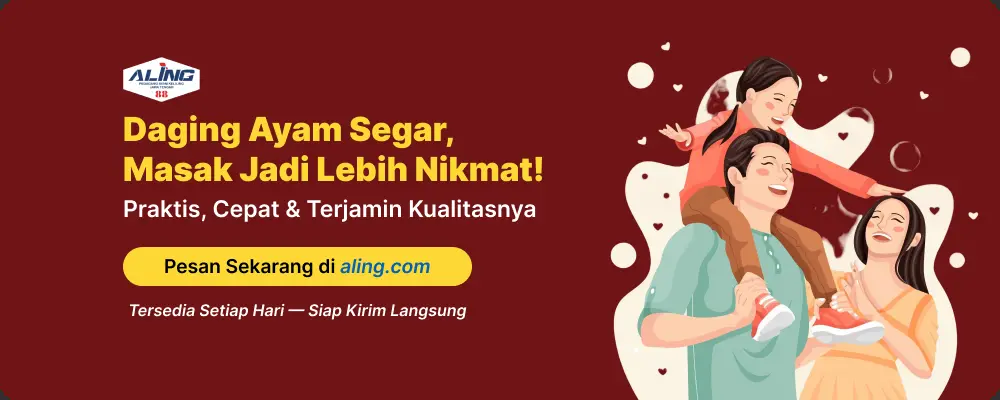 ALING
88
Daging Ayam Segar,
Masak Jadi Lebih Nikmat!
Praktis, Cepat & Terjamin Kualitasnya
Pesan Sekarang di aling.com
Tersedia Setiap Hari — Siap Kirim Langsung